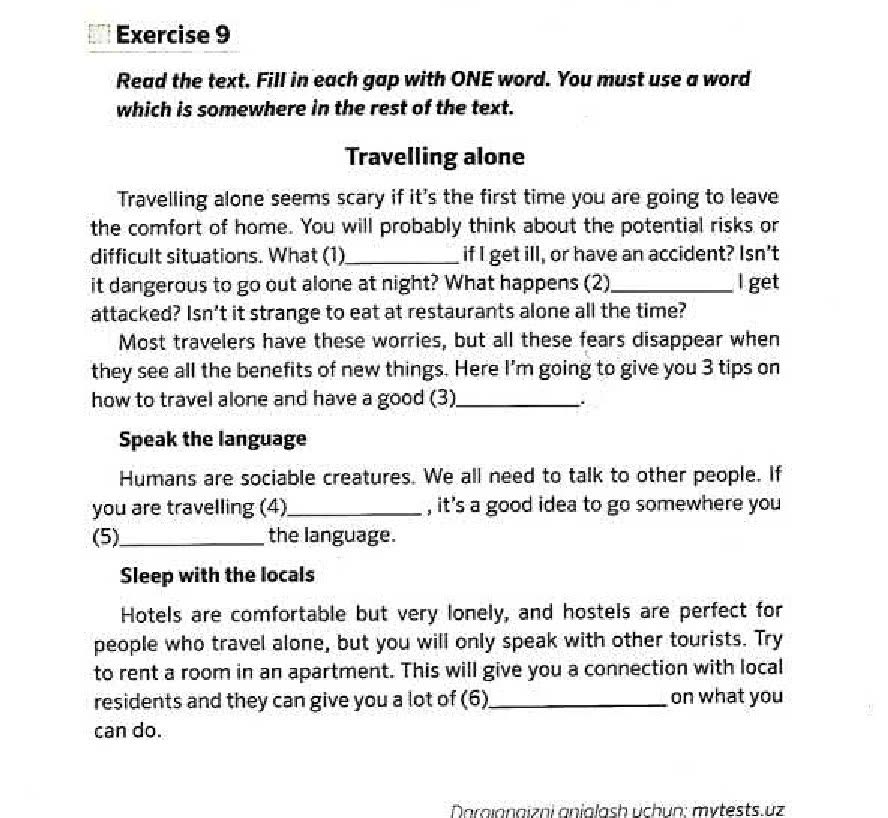 Exercise 9
Read the text. Fill in each gap with ONE word. You must use a word
which is somewhere in the rest of the text.
Travelling alone
Travelling alone seems scary if it's the first time you are going to leave
the comfort of home. You will probably think about the potential risks or
difficult situations. What (1)__________ if I get ill, or have an accident? Isn't
it dangerous to go out alone at night? What happens (2)___________ I get
attacked? Isn't it strange to eat at restaurants alone all the time?
Most travelers have these worries, but all these fears disappear when
they see all the benefits of new things. Here I'm going to give you 3 tips on
how to travel alone and have a good (3)___________.
Speak the language
Humans are sociable creatures. We all need to talk to other people. If
you are travelling (4)____________, it's a good idea to go somewhere you
(5)_____________ the language.
Sleep with the locals
Hotels are comfortable but very lonely, and hostels are perfect for
people who travel alone, but you will only speak with other tourists. Try
to rent a room in an apartment. This will give you a connection with local
residents and they can give you a lot of (6)________________ on what you
can do.
Darajangizni aniqlash uchun: mytests.uz